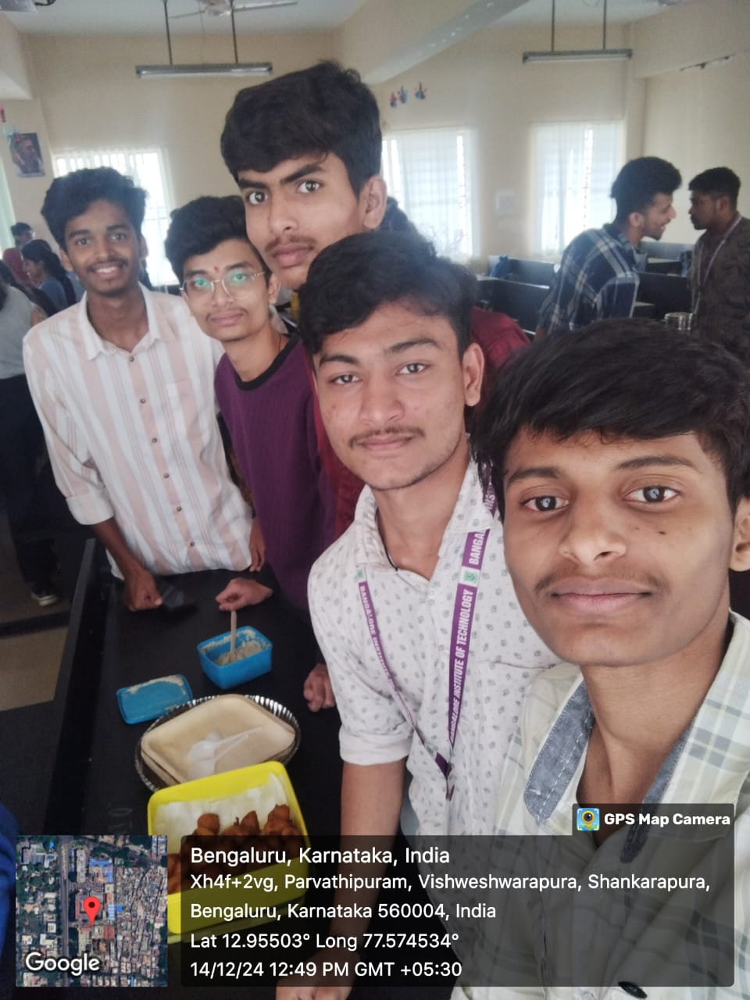 BANGALORE INSTITUTE OF TECHNOLOGY
BANGA
GPS Map Camera
Bengaluru, Karnataka, India
Xh4f+2vg, Parvathipuram, Vishweshwarapura, Shankarapura,
Bengaluru, Karnataka 560004, India
Lat 12.95503° Long 77.574534°
14/12/24 12:49 PM GMT +05:30
Google